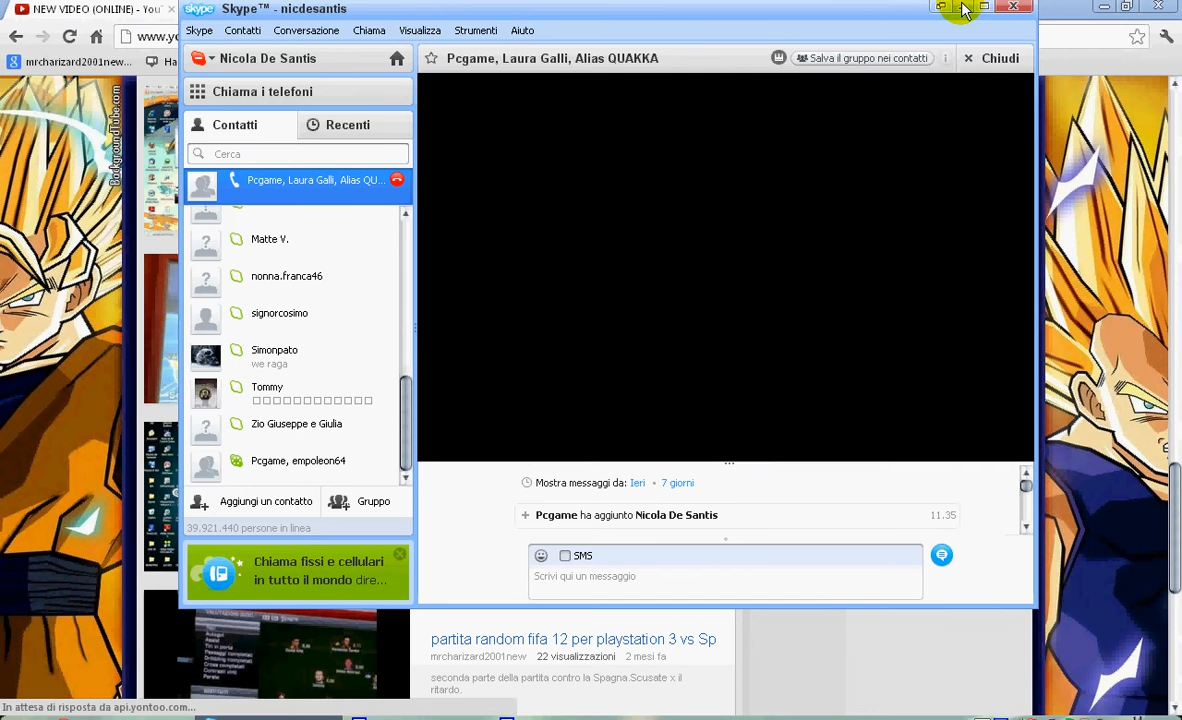 NEW VIDEO (ONLINE) - You
Skype™ - nicdesantis
Skype Contatti Conversazione Chiama Visualizza Strumenti Aiuto
mrcharizard2001new...
Nicola De Santis
Pcgame, Laura Galli, Alias QUAKKA
Salva il gruppo nei contatti
Chiudi
Chiama i telefoni
BackgroundTube.com
Contatti
Recenti
Cerca
Pcgame, Laura Galli, Alias QU...
Matte V.
nonna.franca46
signorcosimo
Simonpato
we raga
Tommy
Zio Giuseppe e Giulia
Pcgame, empoleon64
Mostra messaggi da: Ieri • 7 giorni
Aggiungi un contatto
Gruppo
Pcgame ha aggiunto Nicola De Santis
11.35
39.921.440 persone in linea
SMS
Scrivi qui un messaggio
Chiama fissi e cellulari
in tutto il mondo dire...
partita random fifa 12 per playstation 3 vs Sp
mrcharizard2001new 22 visualizzazioni 2 mesi fa
seconda parte della partita contro la Spagna.Scusate x il
ritardo.
In attesa di risposta da api.yontoo.com...